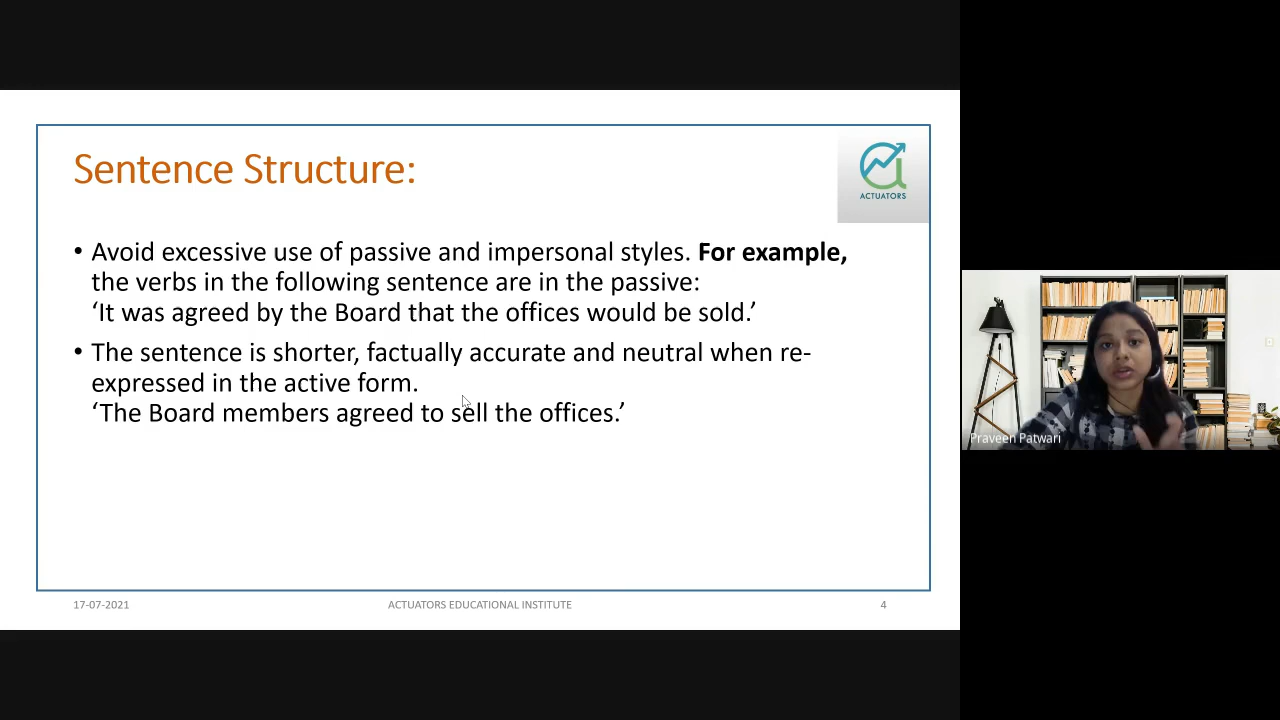 Sentence Structure:
ACTUATORS
• Avoid excessive use of passive and impersonal styles. For example,
the verbs in the following sentence are in the passive:
‘It was agreed by the Board that the offices would be sold.’
• The sentence is shorter, factually accurate and neutral when re-
expressed in the active form.
‘The Board members agreed to sell the offices.’
17-07-2021
ACTUATORS EDUCATIONAL INSTITUTE
4
Praveen Patwari